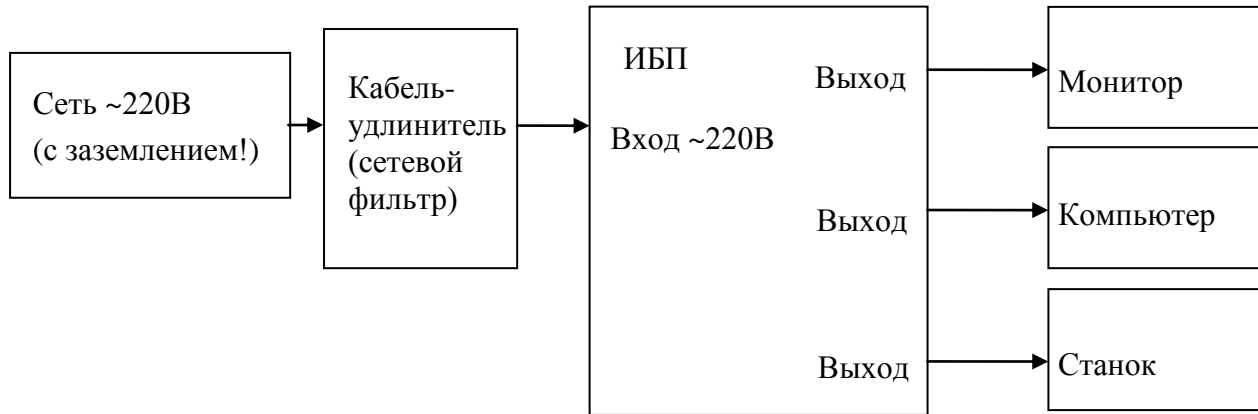 Сеть ~220В
(с заземлением!)
Кабель-
удлинитель
(сетевой
фильтр)
ИБП
Вход ~220В
Выход
Выход
Выход
Монитор
Компьютер
Станок